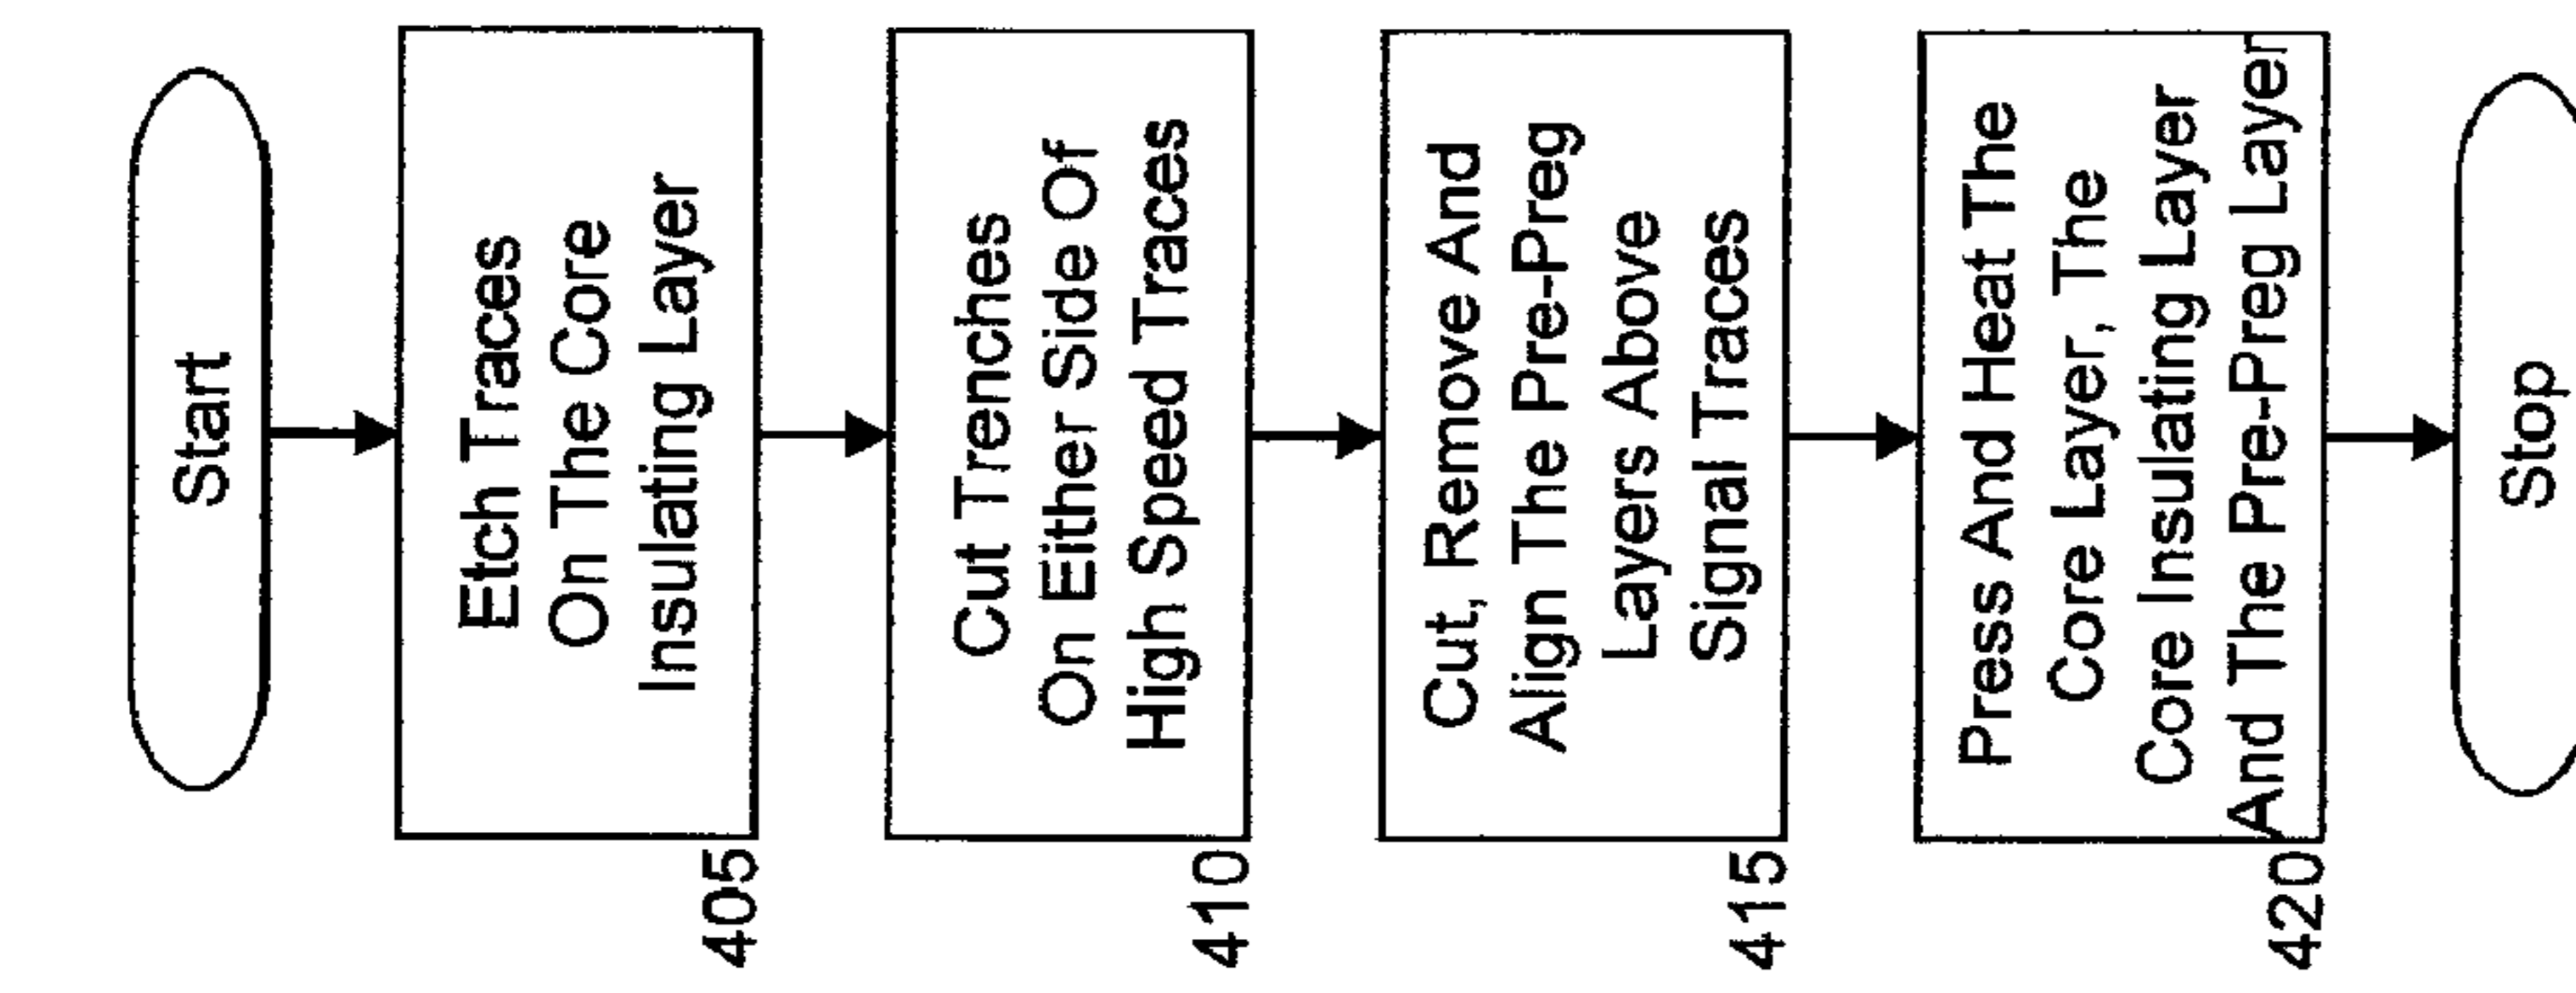 Start
Etch Traces
On The Core
Insulating Layer
405
Cut Trenches
On Either Side Of
High Speed Traces
410
Cut, Remove And
Align The Pre-Preg
Layers Above
Signal Traces
415
Press And Heat The
Core Layer, The
Core Insulating Layer
And The Pre-Preg Layer
420
Stop